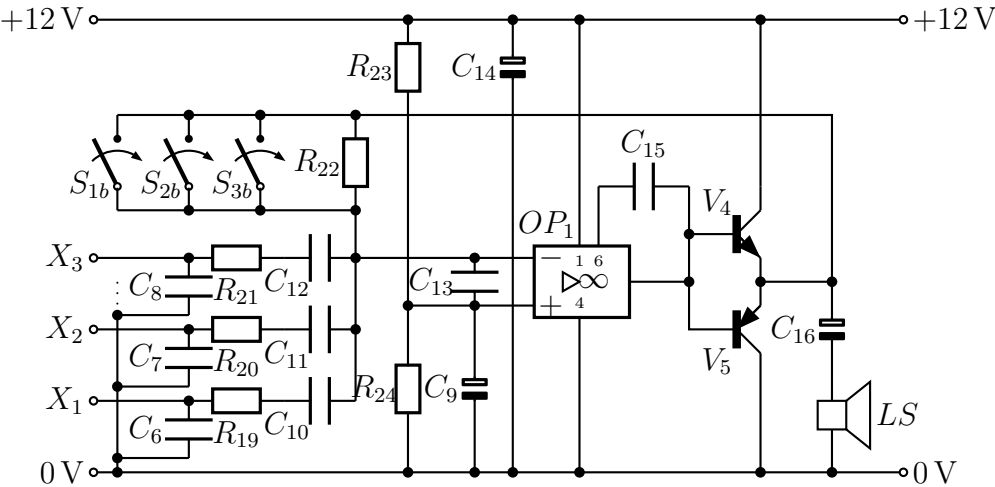 +12 V
+12 V
R23
C14
C15
R22
S1b
S2b
S3b
V4
OP1
X3
1 6
−
∞
C13
C12
C8
R21
+
4
X2
C16
C11
C7
R20
V5
R24
C9
X1
LS
C6
R19
C10
0 V
0 V